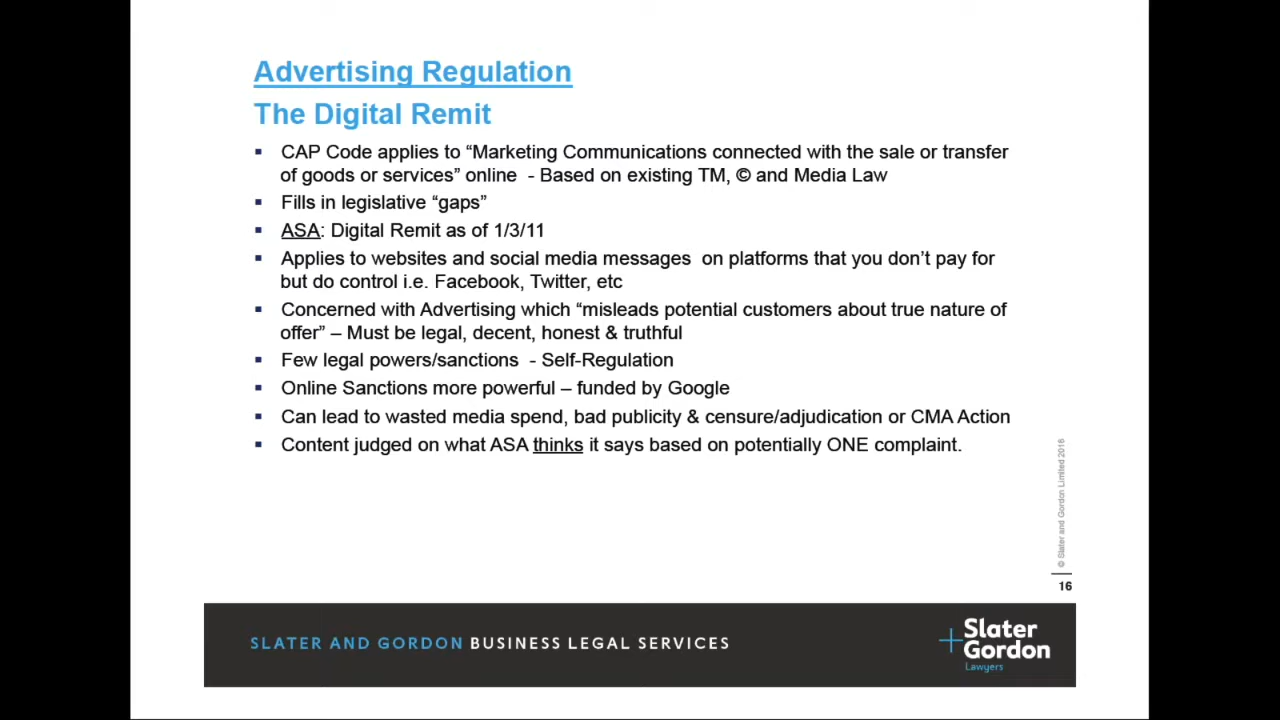 Advertising Regulation
The Digital Remit
▪ CAP Code applies to “Marketing Communications connected with the sale or transfer
of goods or services” online  - Based on existing TM, © and Media Law
▪ Fills in legislative “gaps”
▪ ASA: Digital Remit as of 1/3/11
▪ Applies to websites and social media messages  on platforms that you don’t pay for
but do control i.e. Facebook, Twitter, etc
▪ Concerned with Advertising which “misleads potential customers about true nature of
offer” – Must be legal, decent, honest & truthful
▪ Few legal powers/sanctions  - Self-Regulation
▪ Online Sanctions more powerful – funded by Google
▪ Can lead to wasted media spend, bad publicity & censure/adjudication or CMA Action
▪ Content judged on what ASA thinks it says based on potentially ONE complaint.
© Slater and Gordon Limited 2016
16
SLATER AND GORDON BUSINESS LEGAL SERVICES
Slater
Gordon
Lawyers